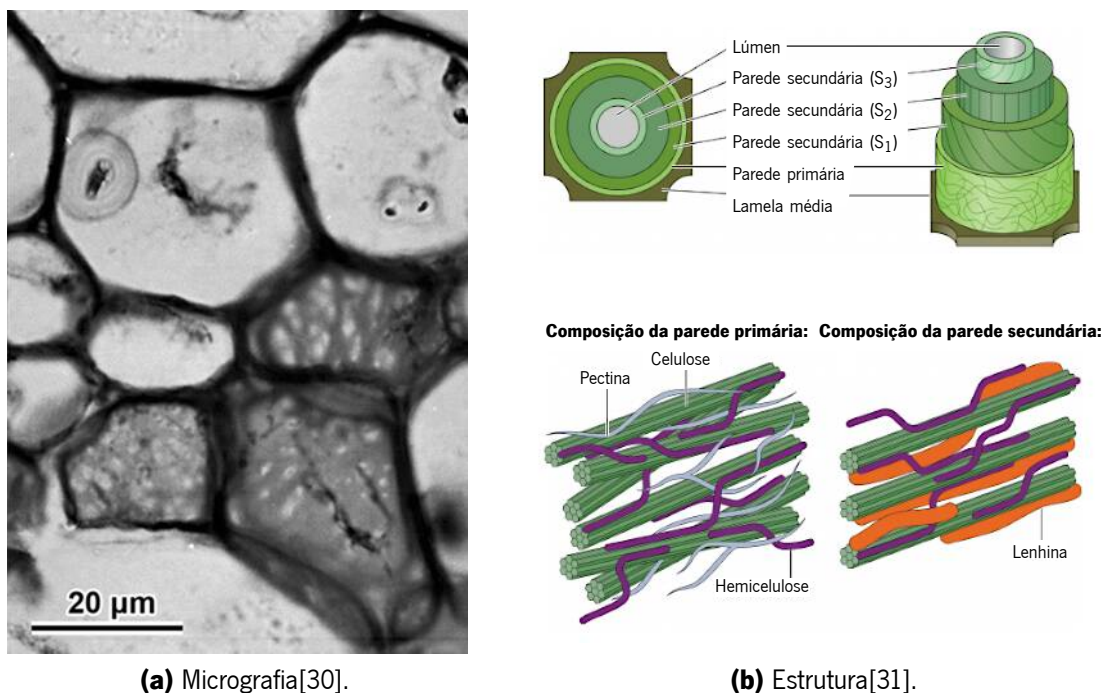 20 µm
Lúmen
Parede secundária (S₃)
Parede secundária (S₂)
Parede secundária (S₁)
Parede primária
Lamela média
Composição da parede primária:
Composição da parede secundária:
Celulose
Pectina
Hemicelulose
Lenhina
(a) Micrografia[30].
(b) Estrutura[31].